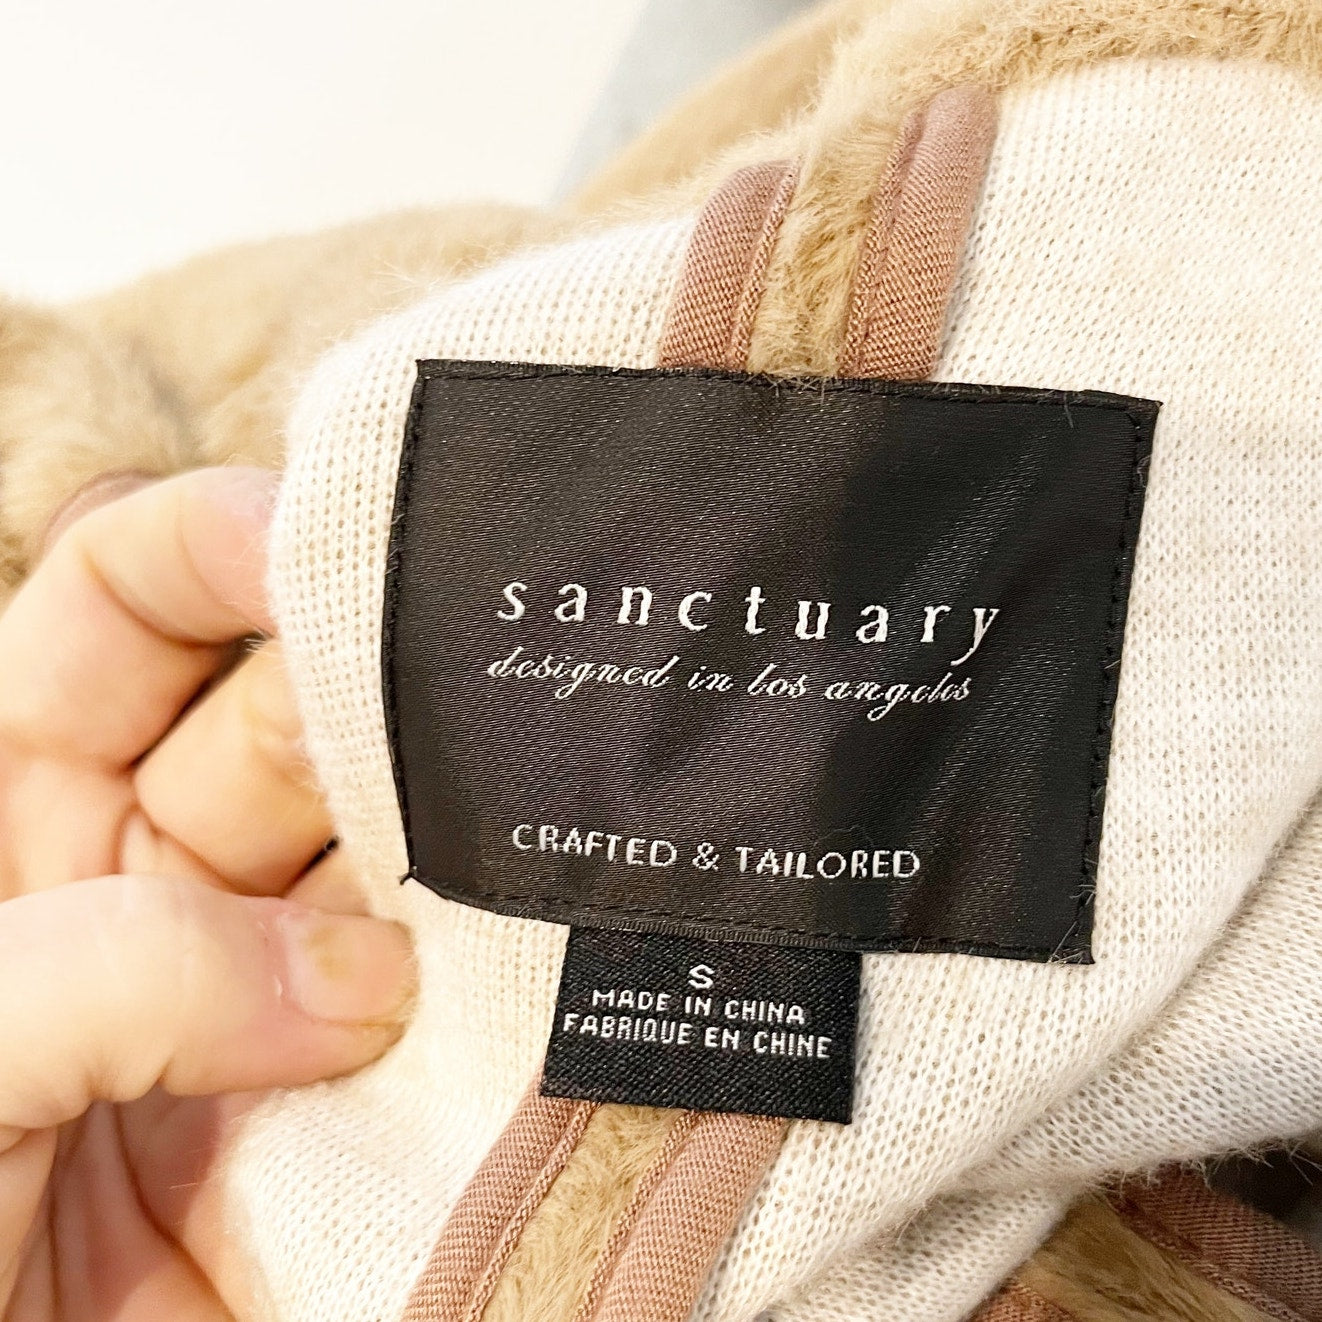 sanctuary
designed in los angeles
CRAFTED & TAILORED
S
MADE IN CHINA
FABRIQUE EN CHINE